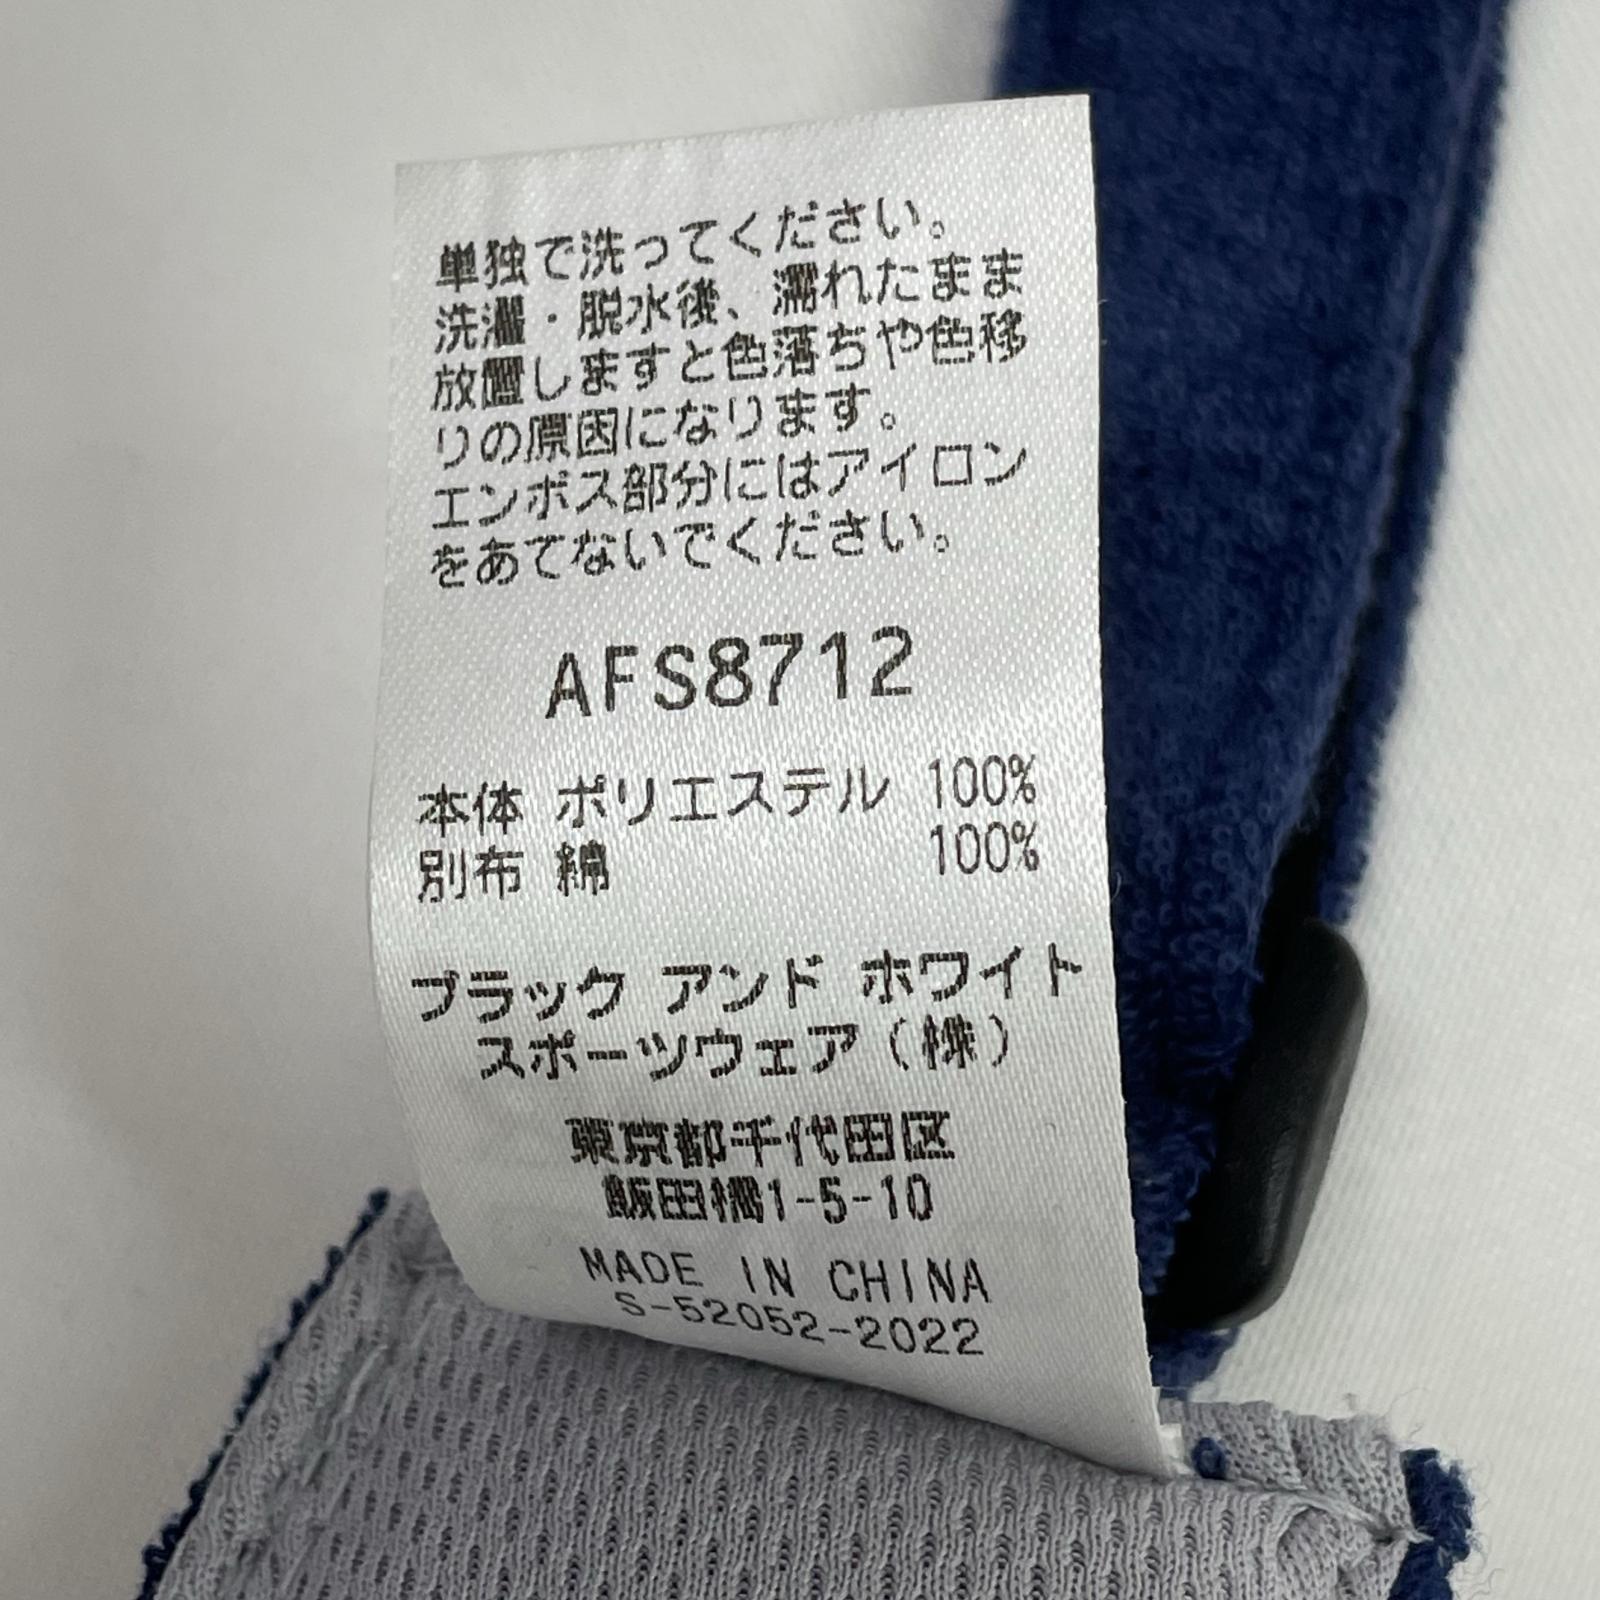 単独で洗ってください。
洗濯・脱水後、濡れたまま
放置しますと色落ちや色移
りの原因になります。
エンボス部分にはアイロン
をあてないでください。
AFS8712
本体 ポリエステル 100%
別布 綿 100%
ブラック アンド ホワイト
スポーツウェア(株)
東京都千代田区
飯田橋1-5-10
MADE IN CHINA
S-52052-2022